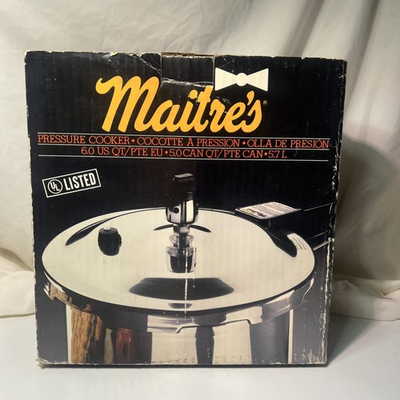 Maitre's®
PRESSURE COOKER • COCOTTE A PRESSION • OLLA DE PRESION
6.0 US QT/PTE EU • 5.0 CAN QT/PTE CAN • 5.7 L
UL LISTED